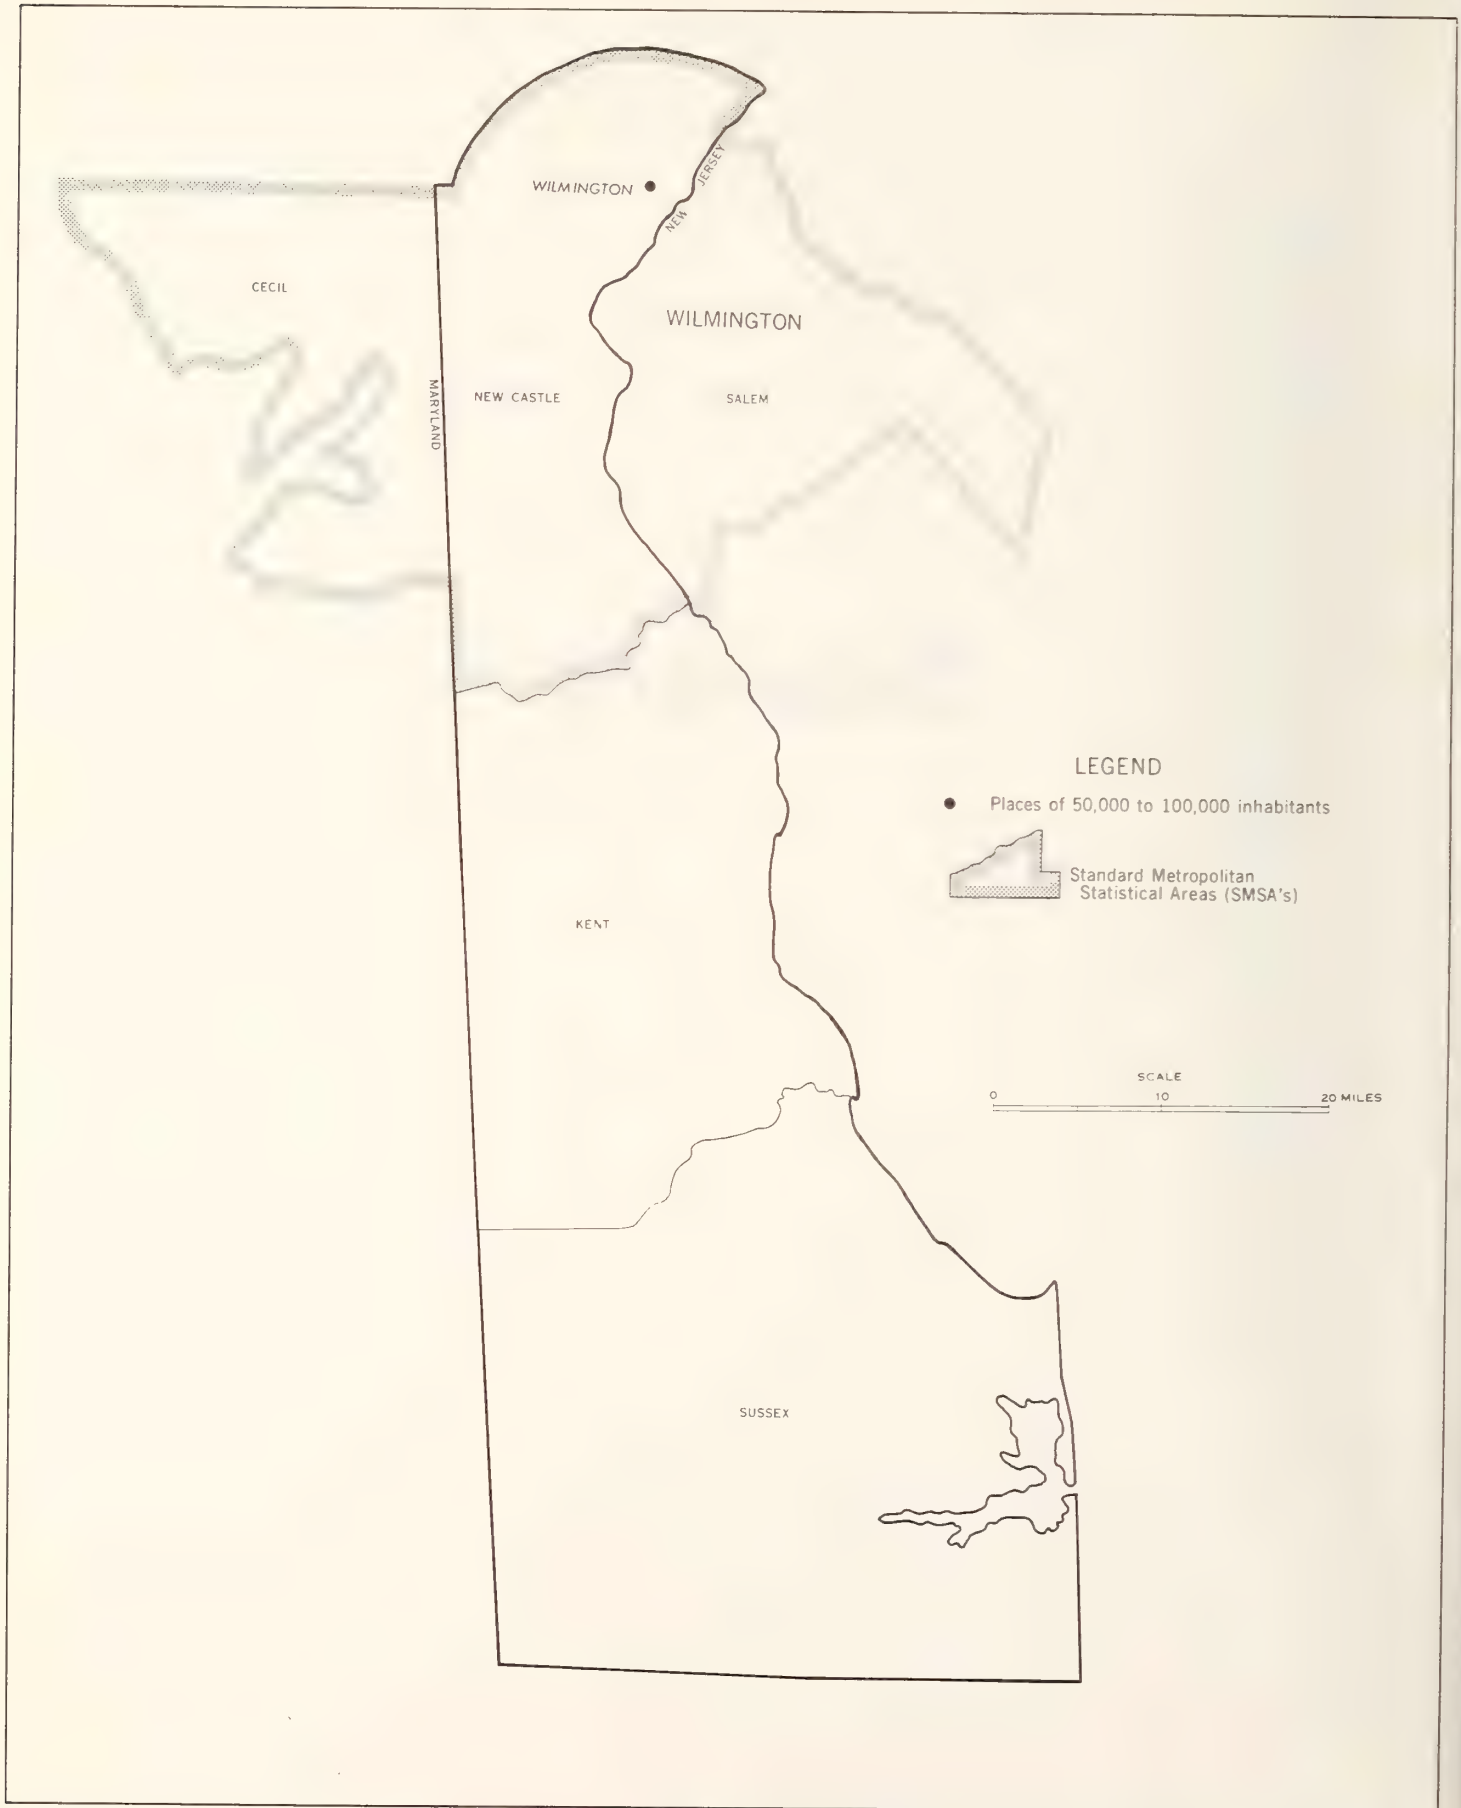 WILMINGTON
NEW JERSEY
CECIL
WILMINGTON
MARYLAND
NEW CASTLE
SALEM
LEGEND
Places of 50,000 to 100,000 inhabitants
Standard Metropolitan
Statistical Areas (SMSA's)
KENT
SCALE
0 10 20 MILES
SUSSEX